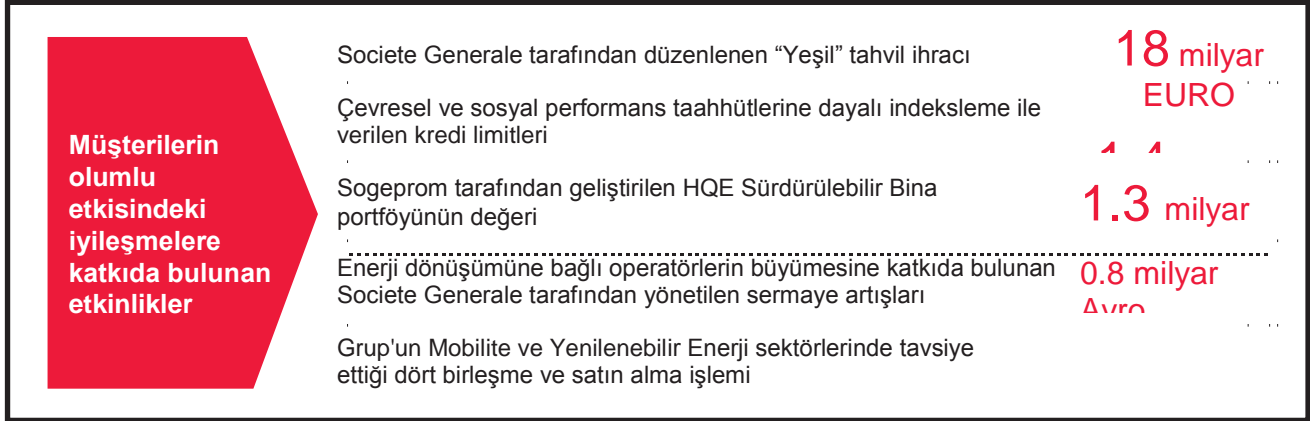 Müşterilerin
olumlu
etkisindeki
iyileşmelere
katkıda bulunan
etkinlikler
Societe Generale tarafından düzenlenen “Yeşil” tahvil ihracı
18 milyar
EURO
Çevresel ve sosyal performans taahhütlerine dayalı indeksleme ile
verilen kredi limitleri
Sogeprom tarafından geliştirilen HQE Sürdürülebilir Bina
portföyünün değeri
1.3 milyar
Enerji dönüşümüne bağlı operatörlerin büyümesine katkıda bulunan
Societe Generale tarafından yönetilen sermaye artışları
0.8 milyar
Avro
Grup'un Mobilite ve Yenilenebilir Enerji sektörlerinde tavsiye
ettiği dört birleşme ve satın alma işlemi